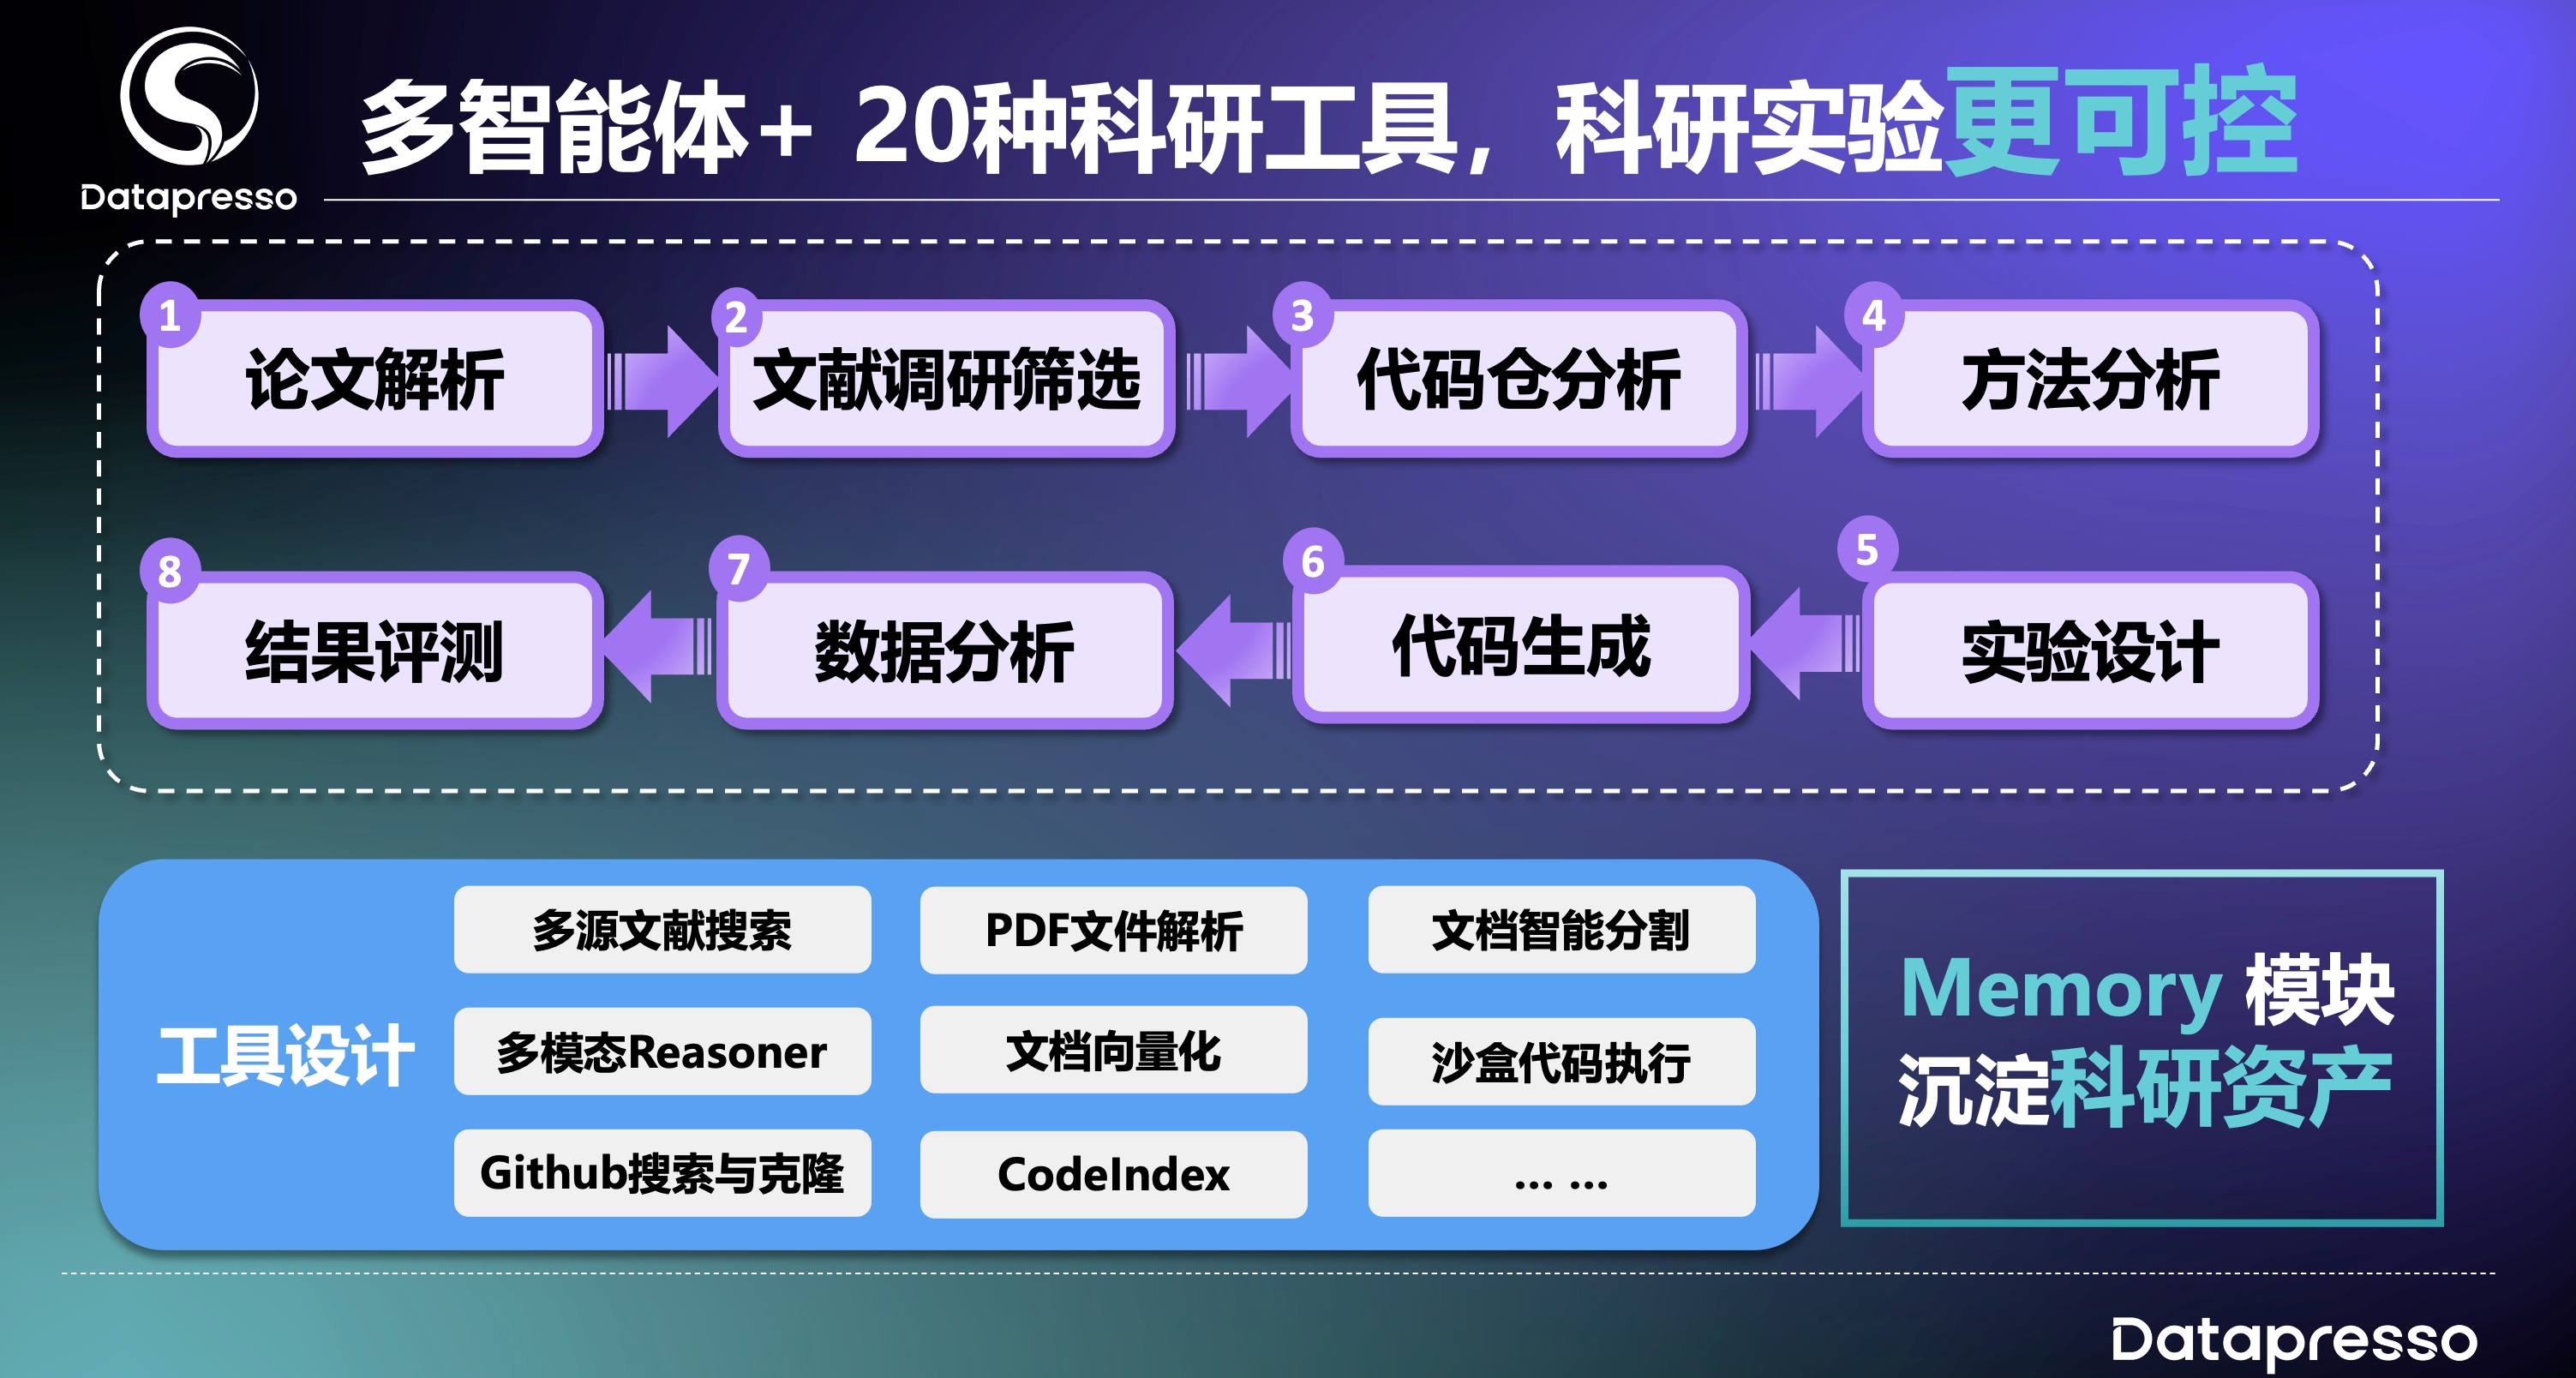 Datapresso
多智能体+ 20种科研工具，科研实验更可控
1
论文解析
2
文献调研筛选
3
代码仓分析
4
方法分析
5
实验设计
6
代码生成
7
数据分析
8
结果评测
工具设计
多源文献搜索
PDF文件解析
文档智能分割
多模态Reasoner
文档向量化
沙盒代码执行
Github搜索与克隆
CodeIndex
... ...
Memory 模块
沉淀科研资产
Datapresso